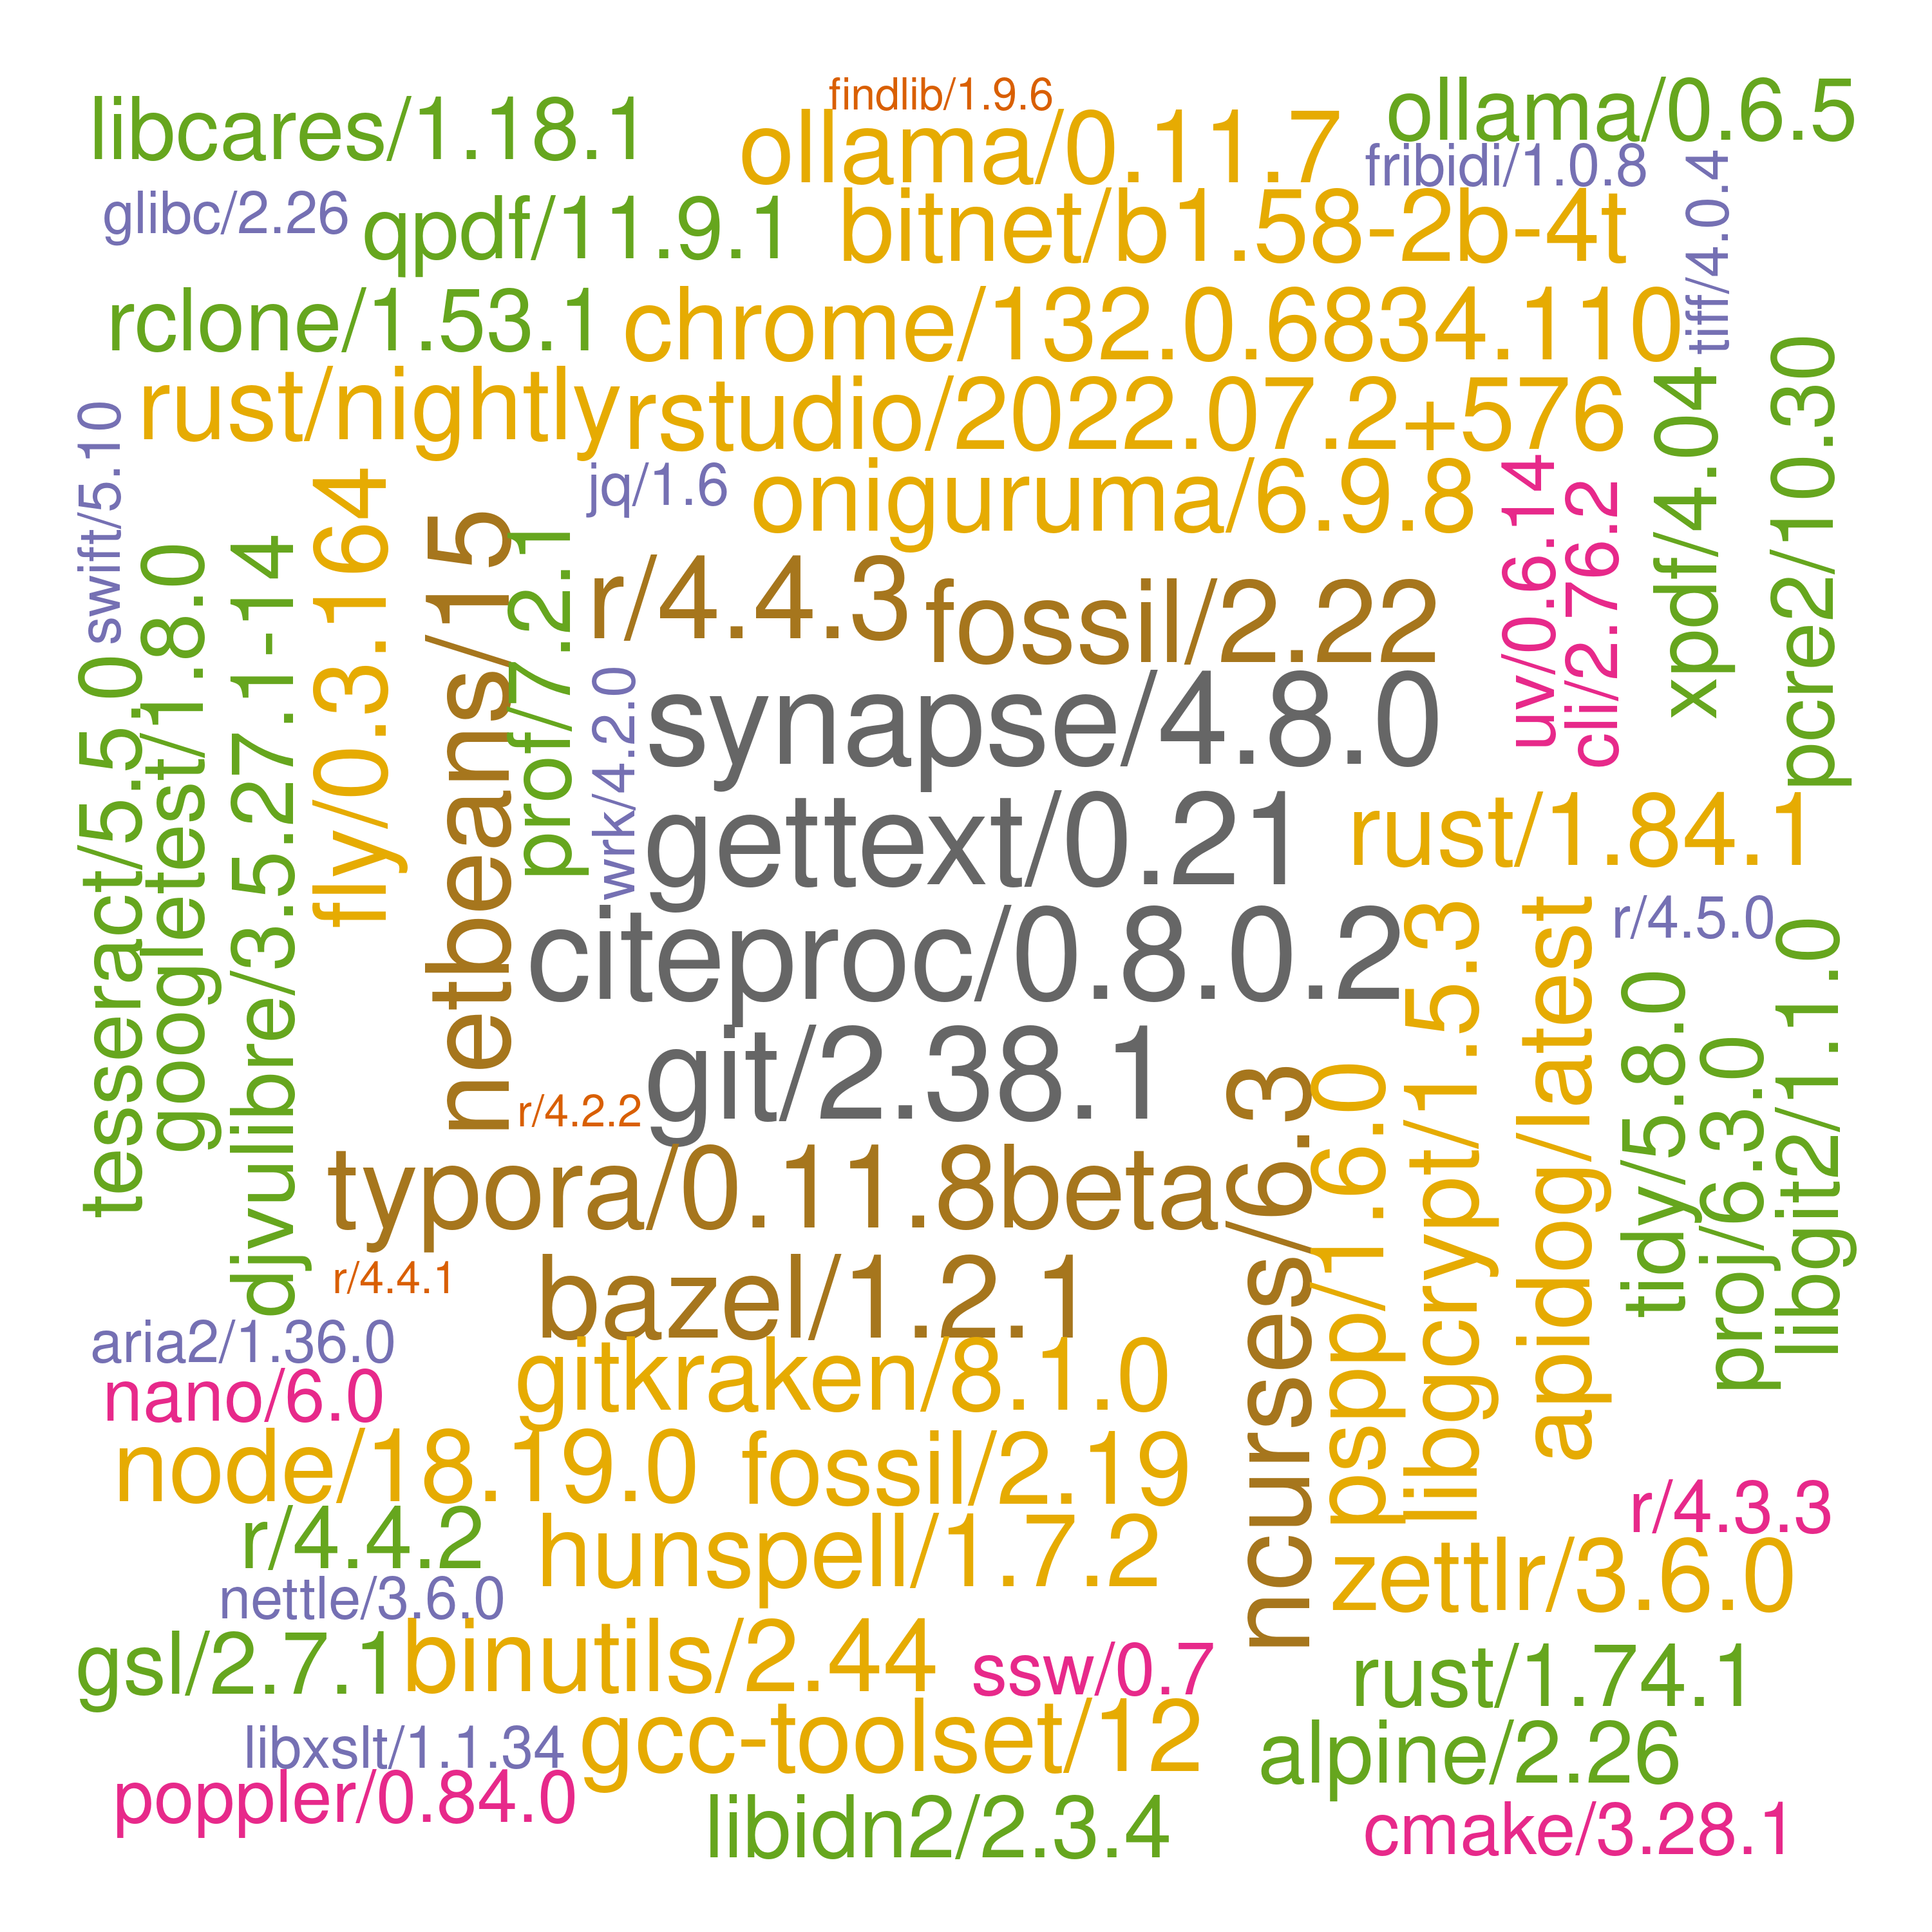 findlib/1.9.6
ollama/0.6.5
libcares/1.18.1
ollama/0.11.7
fribidi/1.0.8
glibc/2.26
qpdf/11.9.1
bitnet/b1.58-2b-4t
tiff/4.0.4
rclone/1.53.1
chrome/132.0.6834.110
rust/nightly
rstudio/2022.07.2+576
xpdf/4.04
pcre2/10.30
swift/5.10
jq/1.6
oniguruma/6.9.8
uv/0.6.14
cli/2.76.2
googletest/1.8.0
djvulibre/3.5.27.1-14
fly/0.3.164
netbeans/15
prof/7.2.1
r/4.4.3
fossil/2.22
tesseract/5.5.0
wrk/4.2.0
synapse/4.8.0
gettext/0.21
rust/1.84.1
citeproc/0.8.0.2
libgcrypt/1.5.3
apidog/latest
r/4.5.0
tidy/5.8.0
proj/6.3.0
libgit2/1.1.0
git/2.38.1
r/4.2.2
ncurses/6.3
pspp/1.6.0
typora/0.11.8beta
r/4.4.1
bazel/1.2.1
aria2/1.36.0
nano/6.0
gitkraken/8.1.0
node/18.19.0
fossil/2.19
r/4.3.3
r/4.4.2
hunspell/1.7.2
zettlr/3.6.0
nettle/3.6.0
gsl/2.7.1
binutils/2.44
ssw/0.7
rust/1.74.1
libxslt/1.1.34
gcc-toolset/12
alpine/2.26
poppler/0.84.0
libidn2/2.3.4
cmake/3.28.1